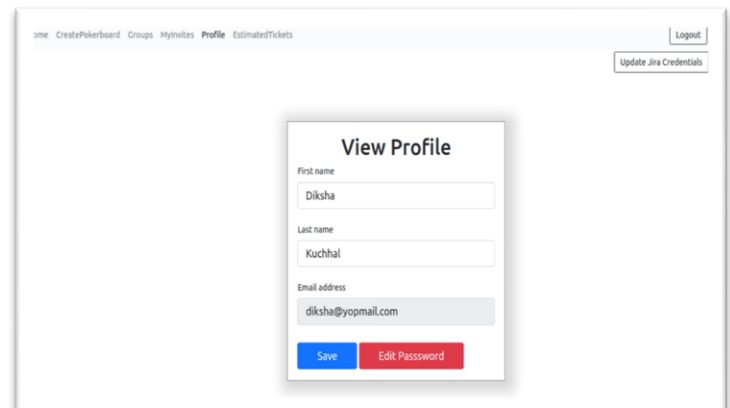 ome CreatePokerboard Groups MyInvites Profile EstimatedTickets Logout
Update Jira Credentials
View Profile
First name
Diksha
Last name
Kuchhal
Email address
diksha@yopmail.com
Save Edit Passsword